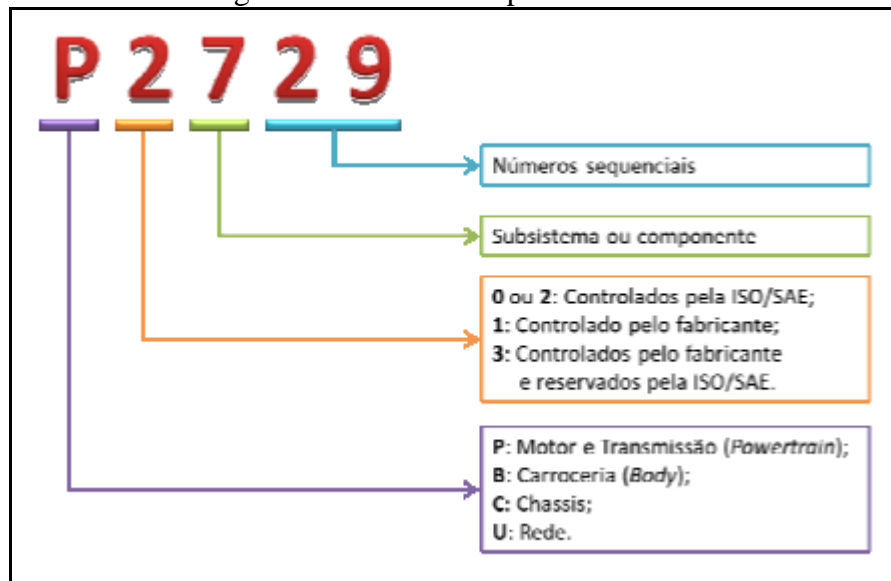 P2729
Números sequenciais
Subsistema ou componente
0 ou 2: Controlados pela ISO/SAE;
1: Controlado pelo fabricante;
3: Controlados pelo fabricante
e reservados pela ISO/SAE.
P: Motor e Transmissão (Powertrain);
B: Carroceria (Body);
C: Chassis;
U: Rede.